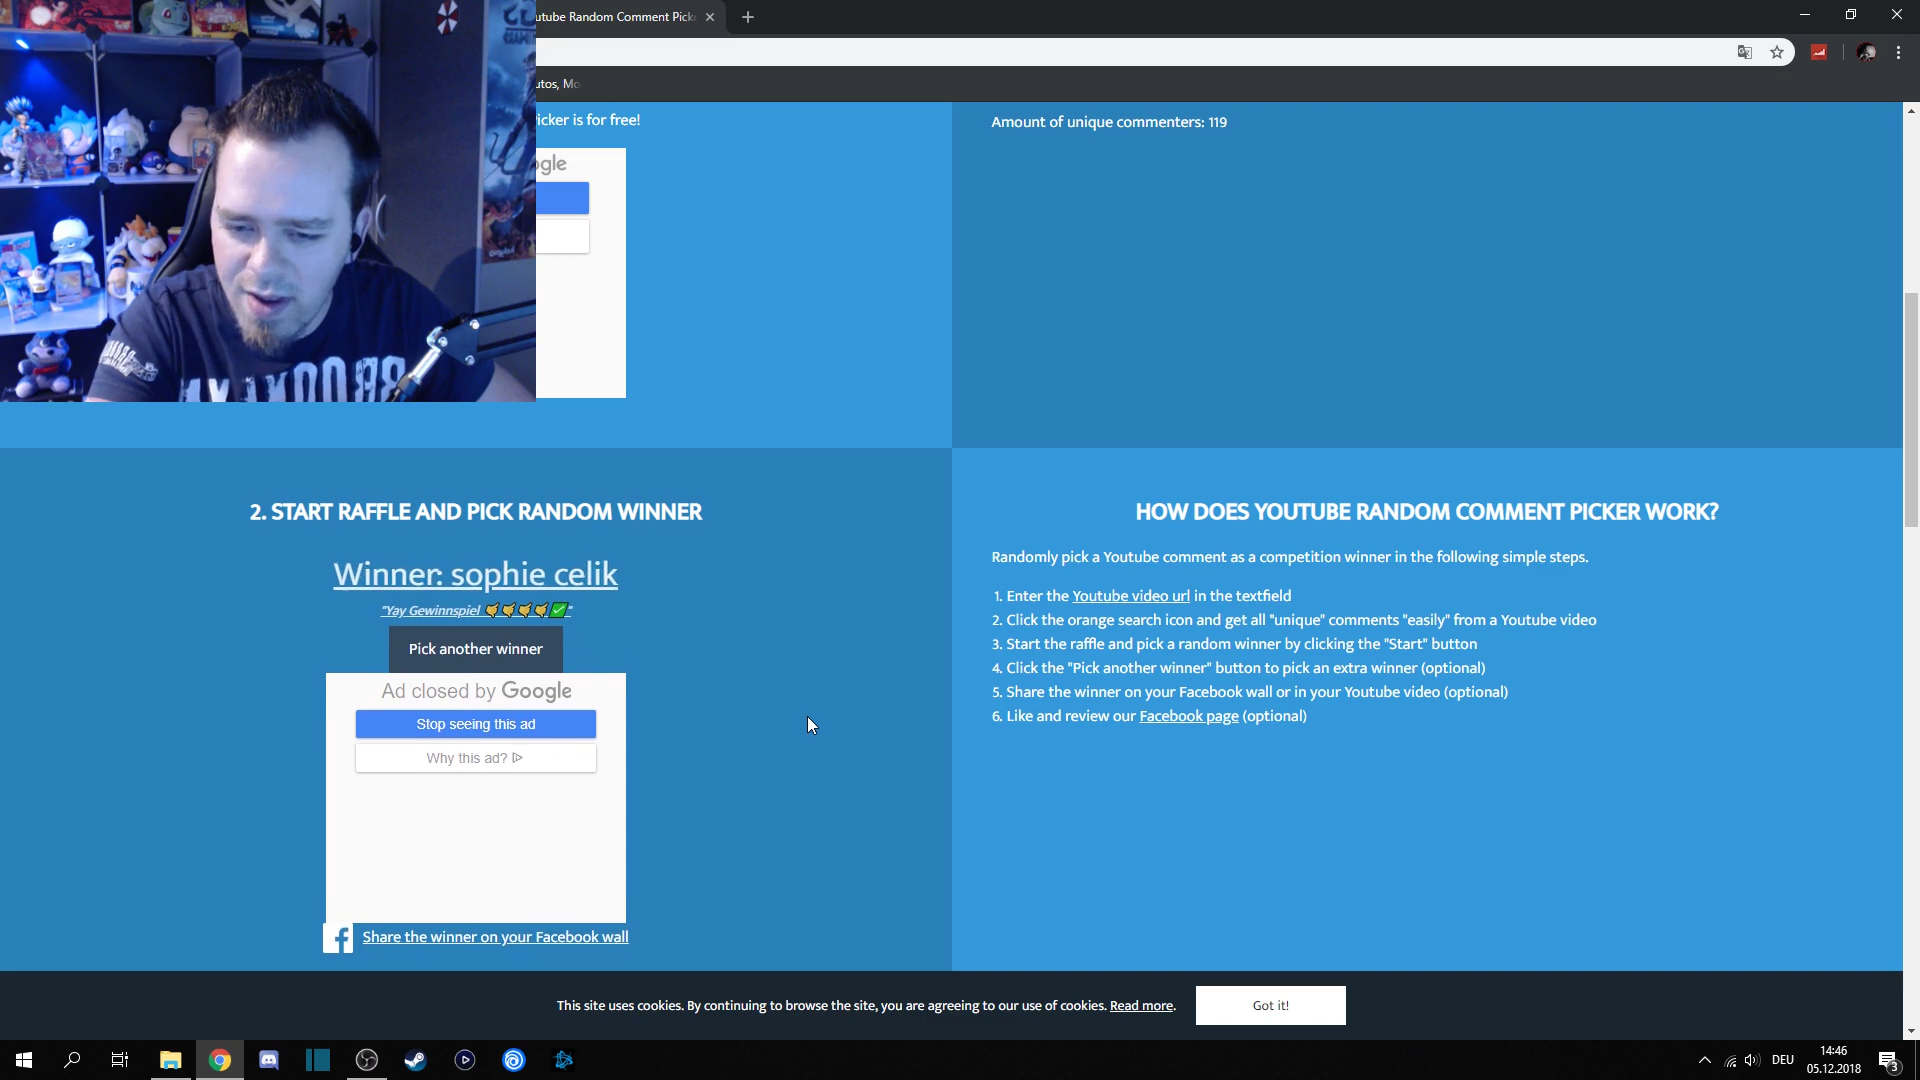 utube Random Comment Pick
utos, Mo
icker is for free!
Amount of unique commenters: 119
ogle
2. START RAFFLE AND PICK RANDOM WINNER
Winner: sophie celik
"Yay Gewinnspiel 🤙🤙🤙🤙✅"
Pick another winner
Ad closed by Google
Stop seeing this ad
Why this ad?
Share the winner on your Facebook wall
HOW DOES YOUTUBE RANDOM COMMENT PICKER WORK?
Randomly pick a Youtube comment as a competition winner in the following simple steps.
1. Enter the Youtube video url in the textfield
2. Click the orange search icon and get all "unique" comments "easily" from a Youtube video
3. Start the raffle and pick a random winner by clicking the "Start" button
4. Click the "Pick another winner" button to pick an extra winner (optional)
5. Share the winner on your Facebook wall or in your Youtube video (optional)
6. Like and review our Facebook page (optional)
This site uses cookies. By continuing to browse the site, you are agreeing to our use of cookies. Read more.
Got it!
DEU
14:46
05.12.2018
3